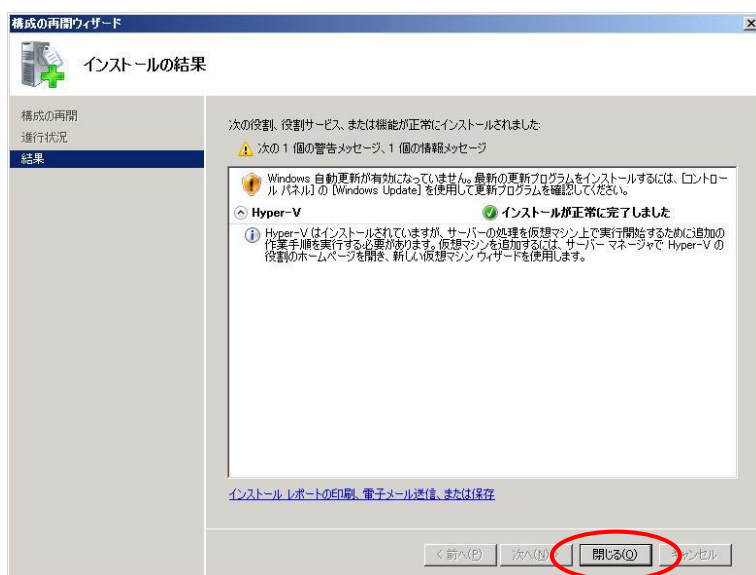 構成の再開ウィザード
インストールの結果
構成の再開
進行状況
結果
次の役割、役割サービス、または機能が正常にインストールされました:
次の 1 個の警告メッセージ、1 個の情報メッセージ
Windows 自動更新が有効になっていません。最新の更新プログラムをインストールするには、[コントロー
ル パネル] の [Windows Update] を使用して更新プログラムを確認してください。
Hyper-V
インストールが正常に完了しました
Hyper-V はインストールされていますが、サーバーの処理を仮想マシン上で実行開始するために追加の
作業手順を実行する必要があります。仮想マシンを追加するには、サーバー マネージャで Hyper-V の
役割のホームページを開き、新しい仮想マシン ウィザードを使用します。
インストール レポートの印刷、電子メール送信、または保存
< 前へ(P)
次へ(N) >
閉じる(O)
キャンセル